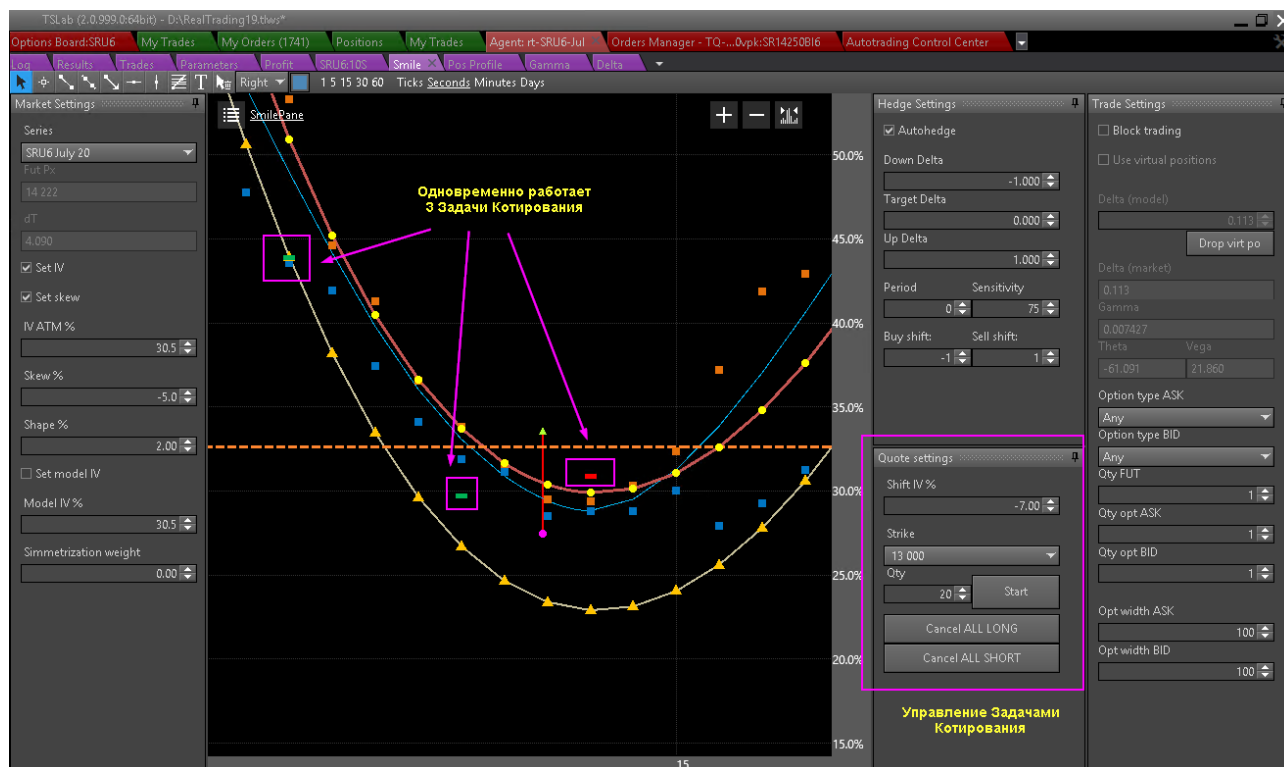 TSLab (2.0.999.0:64bit) - D:\RealTrading19.tlws*
Options Board:SRU6 My Trades My Orders (1741) Positions My Trades Agent: rt-SRU6-Jul Orders Manager - TQ-...0vpk:SR14250BI6 Autotrading Control Center
Log Results Trades Parameters Profit SRU6:10S Smile Pos Profile Gamma Delta
T Right 1 5 15 30 60 Ticks Seconds Minutes Days
Market Settings
Series
SRU6 July 20
Fut Px
14 222
dT
4.090
Set IV
Set skew
IV ATM %
30.5
Skew %
-5.0
Shape %
2.00
Set model IV
Model IV %
30.5
Simmetrization weight
0.00
SmilePane
Одновременно работает
3 Задачи Котирования
50.0%
45.0%
40.0%
35.0%
30.0%
25.0%
20.0%
15.0%
15
Hedge Settings
Autohedge
Down Delta
-1.000
Target Delta
0.000
Up Delta
1.000
Period Sensitivity
0 75
Buy shift: Sell shift:
-1 1
Quote settings
Shift IV %
-7.00
Strike
13 000
Qty
20 Start
Cancel ALL LONG
Cancel ALL SHORT
Управление Задачами
Котирования
Trade Settings
Block trading
Use virtual positions
Delta (model)
0.113
Drop virt po
Delta (market)
0.113
Gamma
0.007427
Theta Vega
-61.091 21.860
Option type ASK
Any
Option type BID
Any
Qty FUT
1
Qty opt ASK
1
Qty opt BID
1
Opt width ASK
100
Opt width BID
100